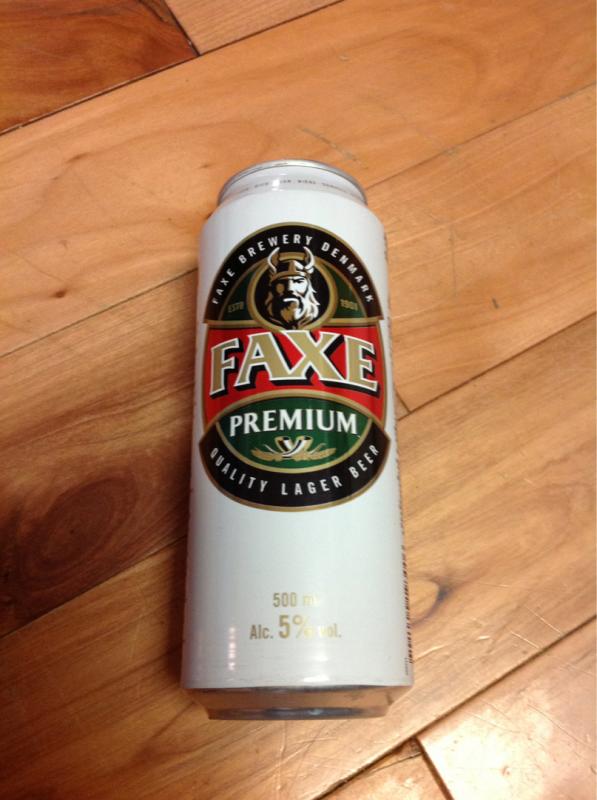 FAXE BREWERY DENMARK
ESTD 1901
FAXE
PREMIUM
QUALITY LAGER BEER
500 ml
Alc. 5% vol.